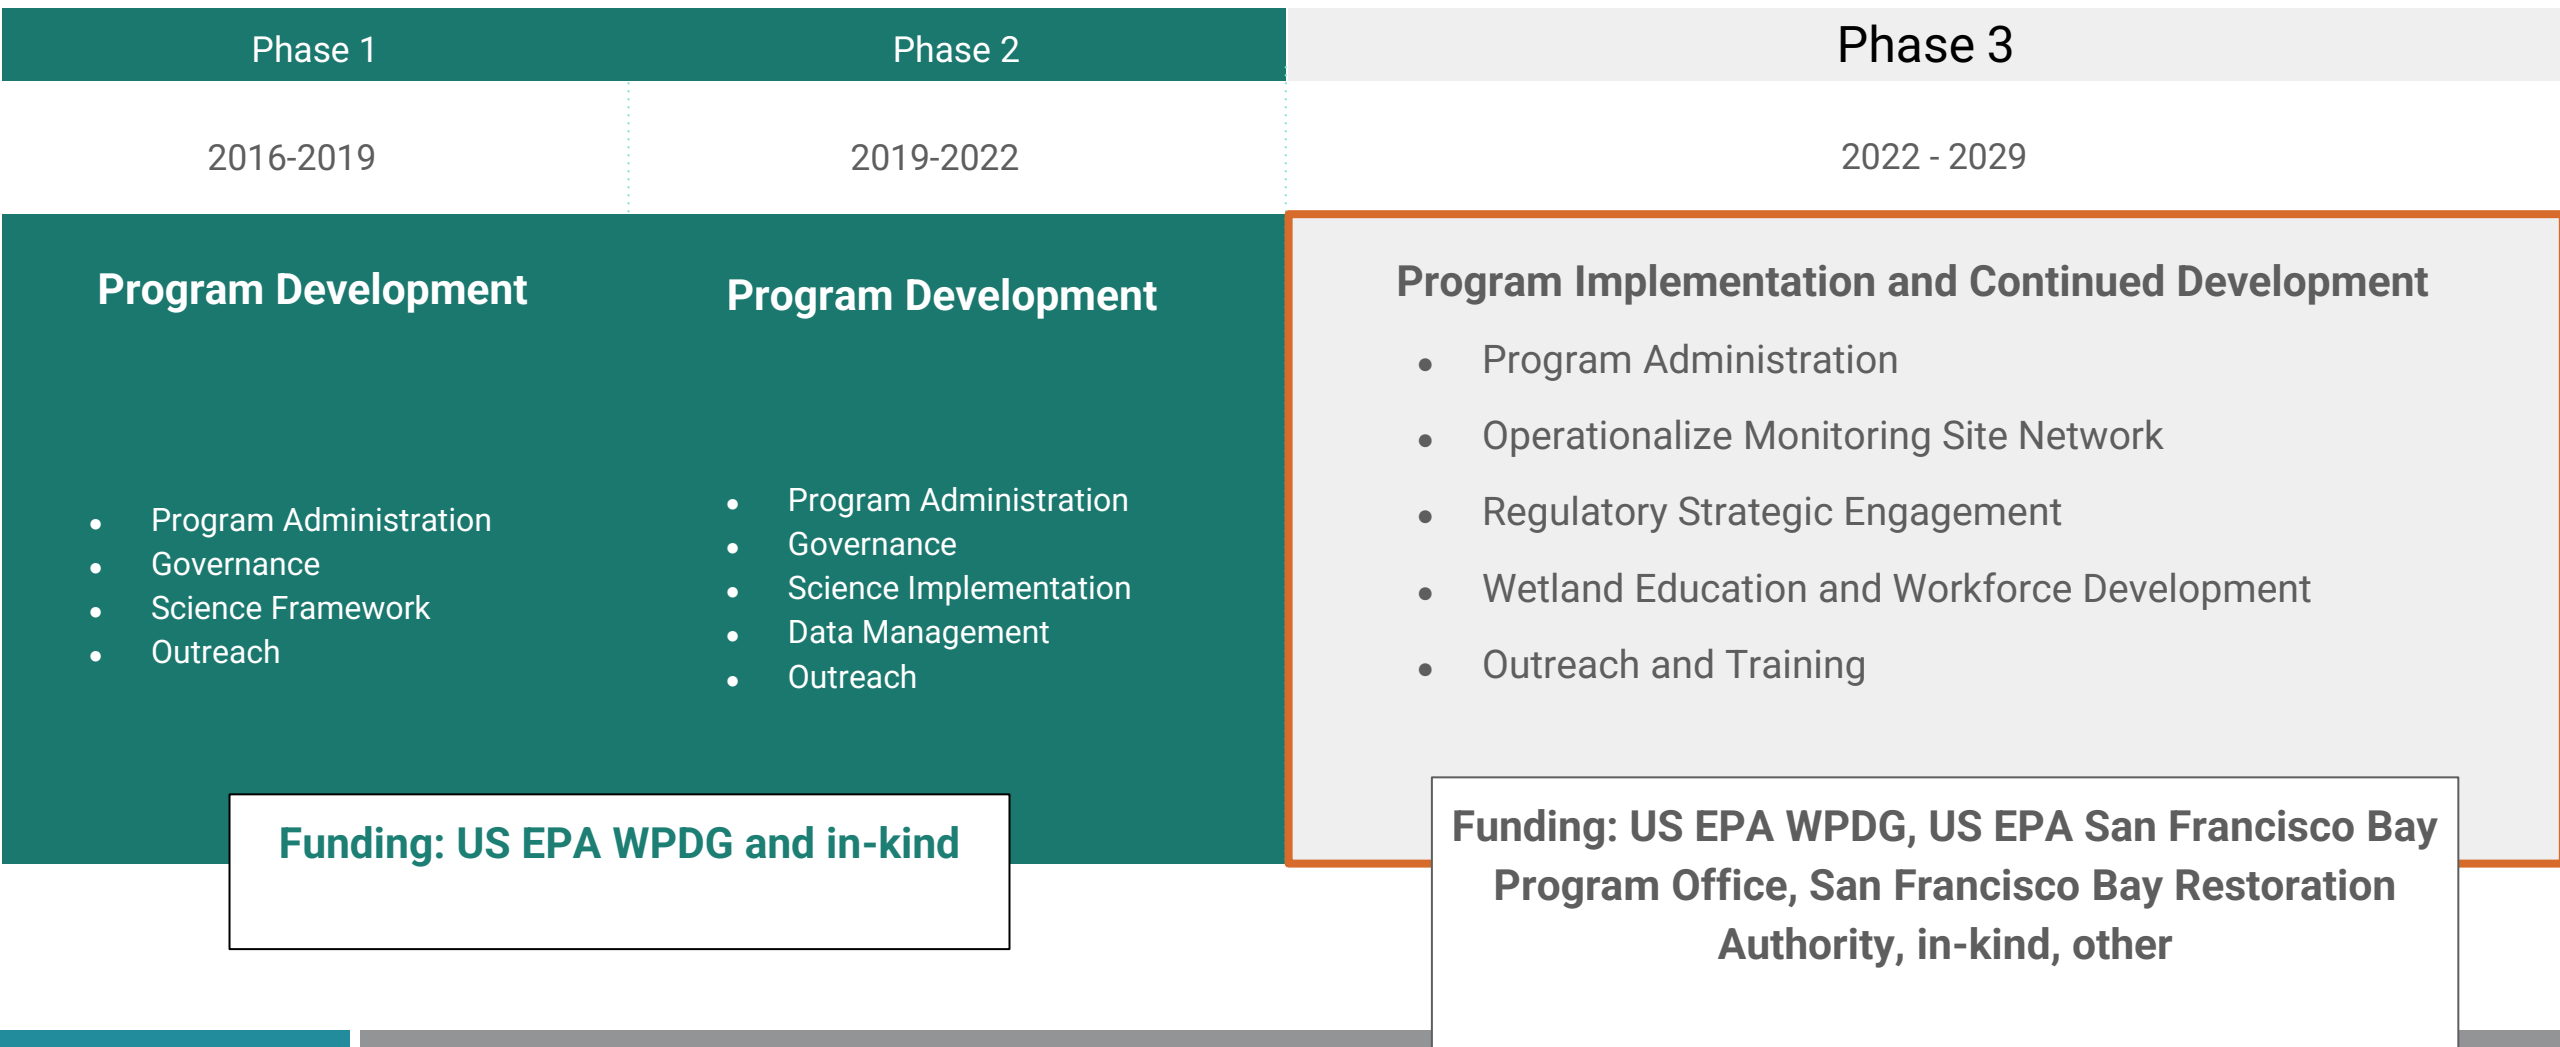 Phase 1
Phase 2
Phase 3
2016-2019
2019-2022
2022 - 2029
Program Development
● Program Administration
● Governance
● Science Framework
● Outreach
Program Development
● Program Administration
● Governance
● Science Implementation
● Data Management
● Outreach
Funding: US EPA WPDG and in-kind
Program Implementation and Continued Development
● Program Administration
● Operationalize Monitoring Site Network
● Regulatory Strategic Engagement
● Wetland Education and Workforce Development
● Outreach and Training
Funding: US EPA WPDG, US EPA San Francisco Bay
Program Office, San Francisco Bay Restoration
Authority, in-kind, other